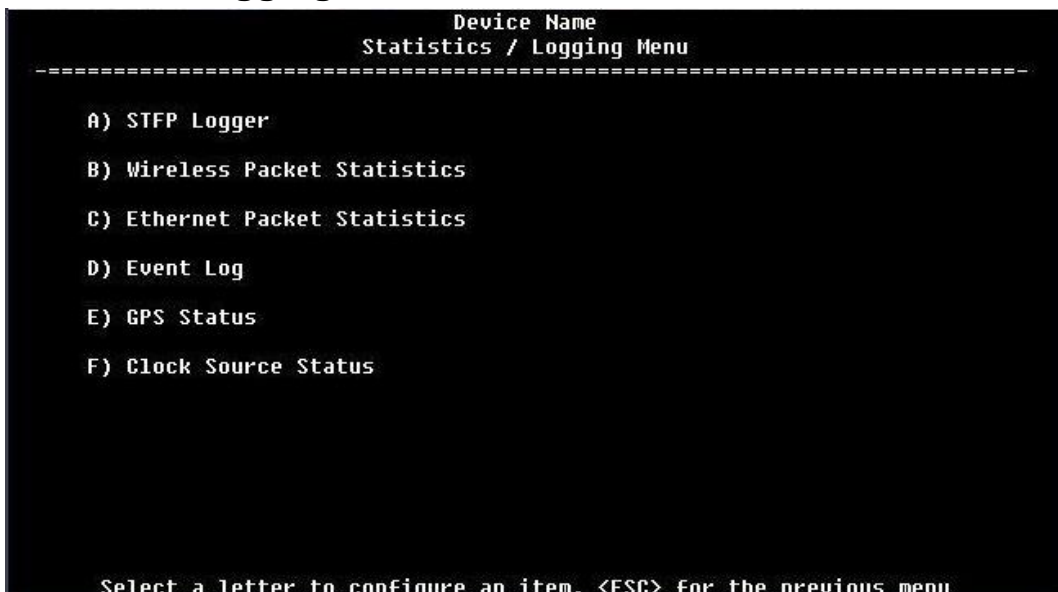 Device Name
Statistics / Logging Menu
-==========================================================================-
A) STFP Logger
B) Wireless Packet Statistics
C) Ethernet Packet Statistics
D) Event Log
E) GPS Status
F) Clock Source Status
Select a letter to configure an item, <ESC> for the previous menu